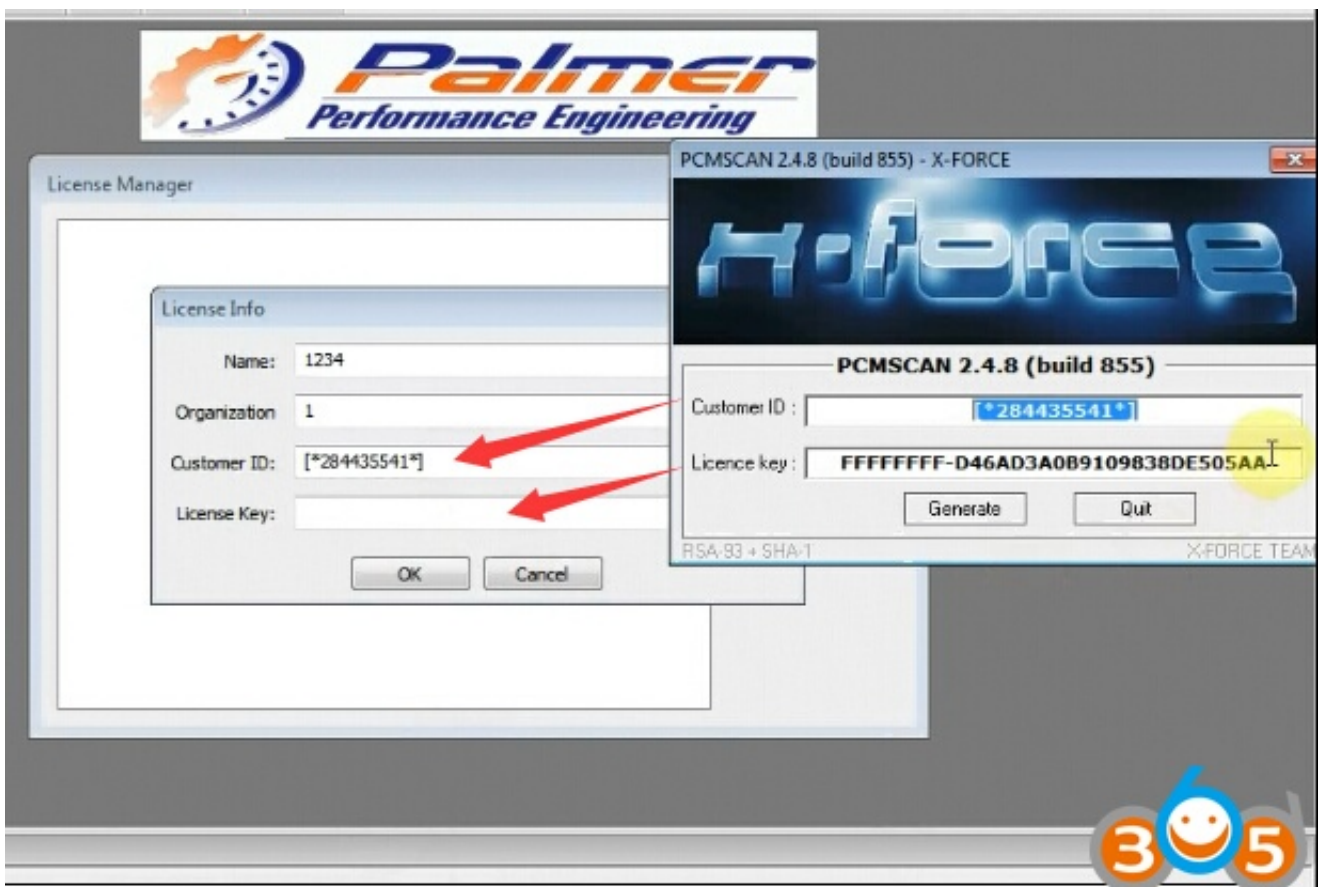 Palmer
Performance Engineering
PCMSCAN 2.4.8 (build 855) - X-FORCE
License Manager
x-force
License Info
Name: 1234
Organization 1
Customer ID: [*284435541*]
License Key:
OK Cancel
PCMSCAN 2.4.8 (build 855)
Customer ID : [*284435541*]
Licence key : FFFFFFFF-D46AD3A0B9109838DE505AA
Generate Quit
RSA-93 + SHA-1 X-FORCE TEAM
365